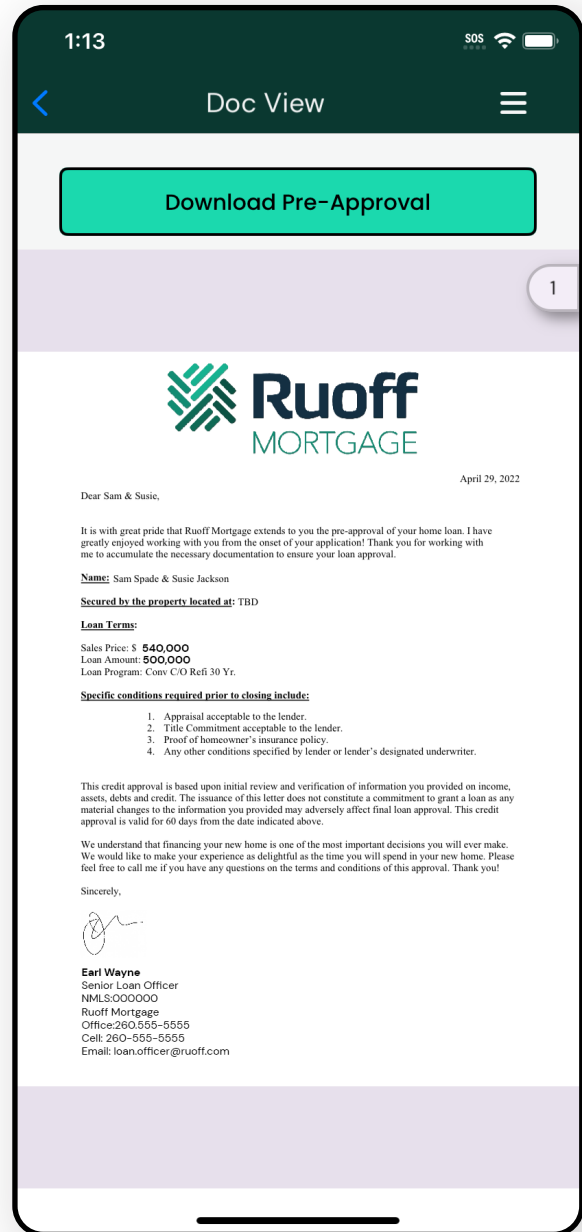 1:13
SOS
Doc View
Download Pre-Approval
1
Ruoff
MORTGAGE
April 29, 2022
Dear Sam & Susie,
It is with great pride that Ruoff Mortgage extends to you the pre-approval of your home loan. I have
greatly enjoyed working with you from the onset of your application! Thank you for working with
me to accumulate the necessary documentation to ensure your loan approval.
Name: Sam Spade & Susie Jackson
Secured by the property located at: TBD
Loan Terms:
Sales Price: $ 540,000
Loan Amount: 500,000
Loan Program: Conv C/O Refi 30 Yr.
Specific conditions required prior to closing include:
1. Appraisal acceptable to the lender.
2. Title Commitment acceptable to the lender.
3. Proof of homeowner's insurance policy.
4. Any other conditions specified by lender or lender's designated underwriter.
This credit approval is based upon initial review and verification of information you provided on income,
assets, debts and credit. The issuance of this letter does not constitute a commitment to grant a loan as any
material changes to the information you provided may adversely affect final loan approval. This credit
approval is valid for 60 days from the date indicated above.
We understand that financing your new home is one of the most important decisions you will ever make.
We would like to make your experience as delightful as the time you will spend in your new home. Please
feel free to call me if you have any questions on the terms and conditions of this approval. Thank you!
Sincerely,
Earl Wayne
Senior Loan Officer
NMLS:000000
Ruoff Mortgage
Office:260.555-5555
Cell: 260-555-5555
Email: loan.officer@ruoff.com